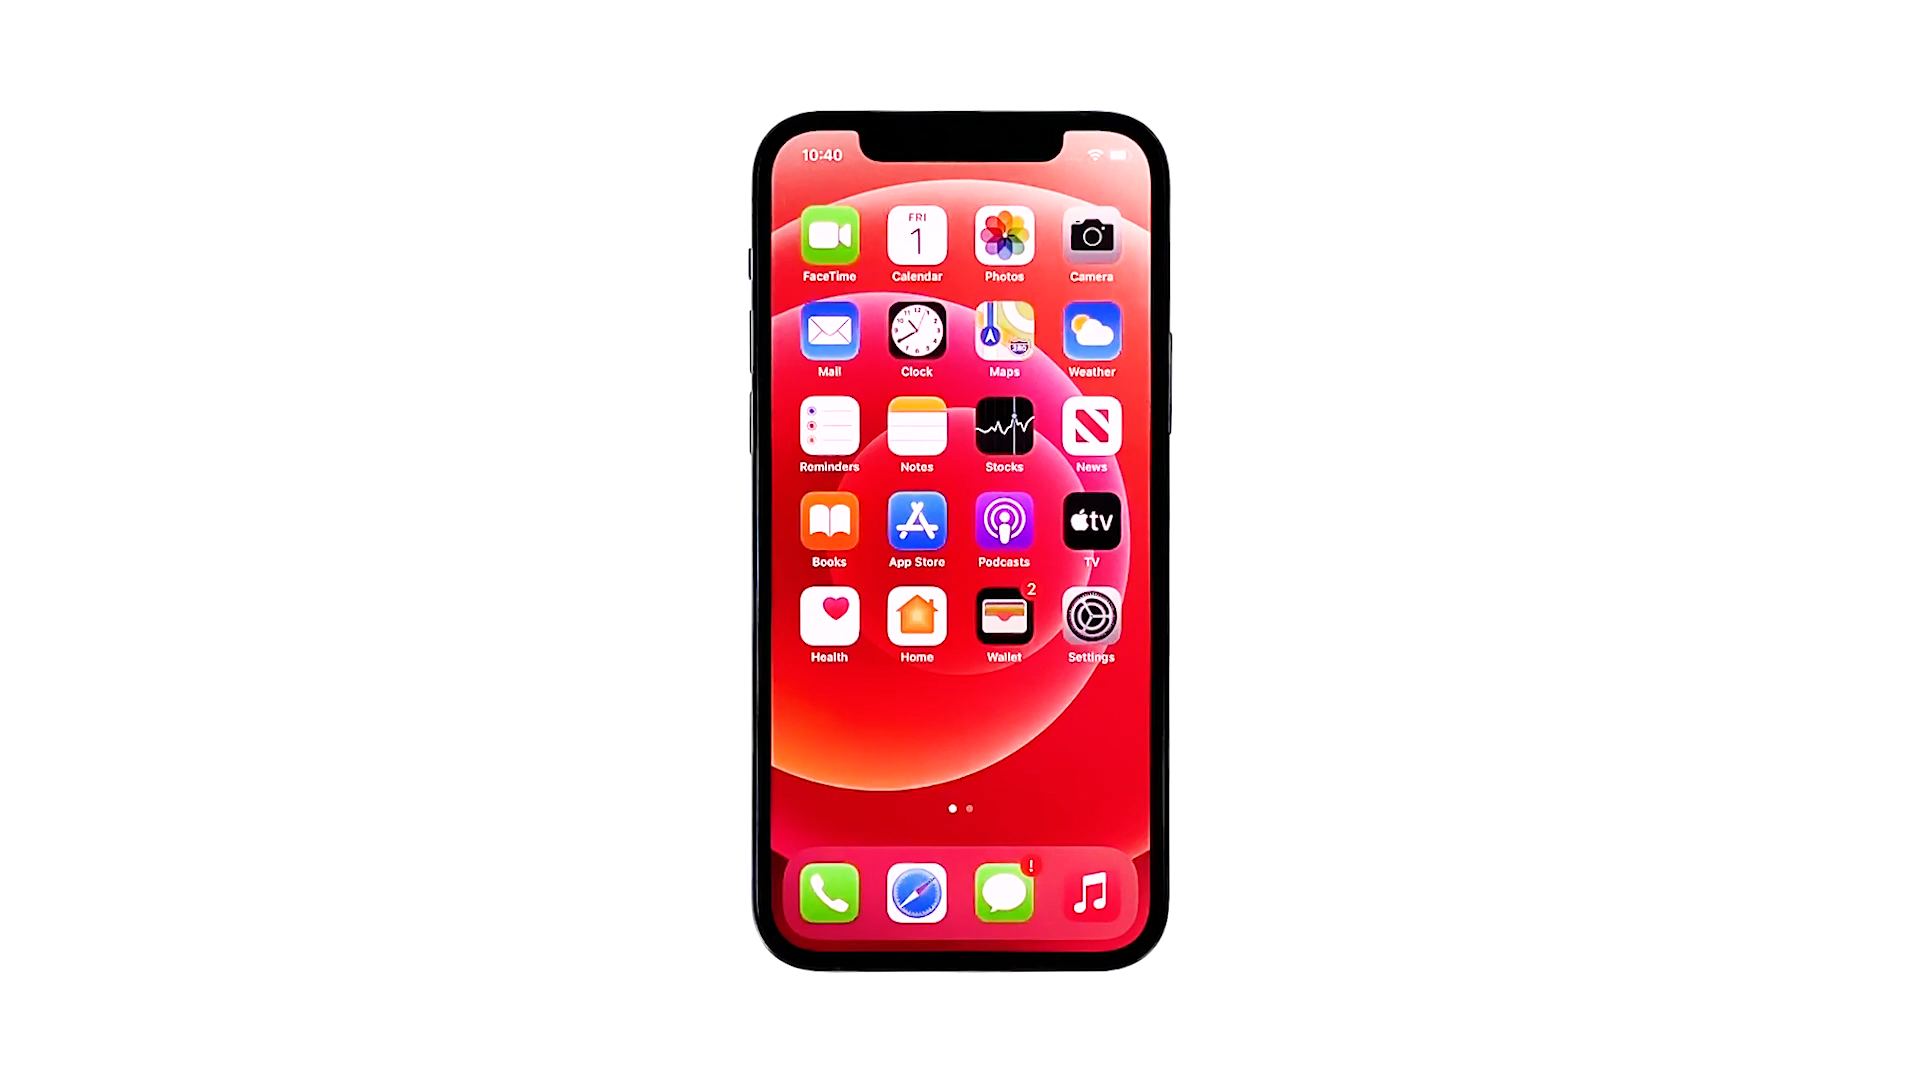 10:40
FRI
1
FaceTime Calendar Photos Camera
280
Mail Clock Maps Weather
Reminders Notes Stocks News
tv
Books App Store Podcasts TV
2
Health Home Wallet Settings
!